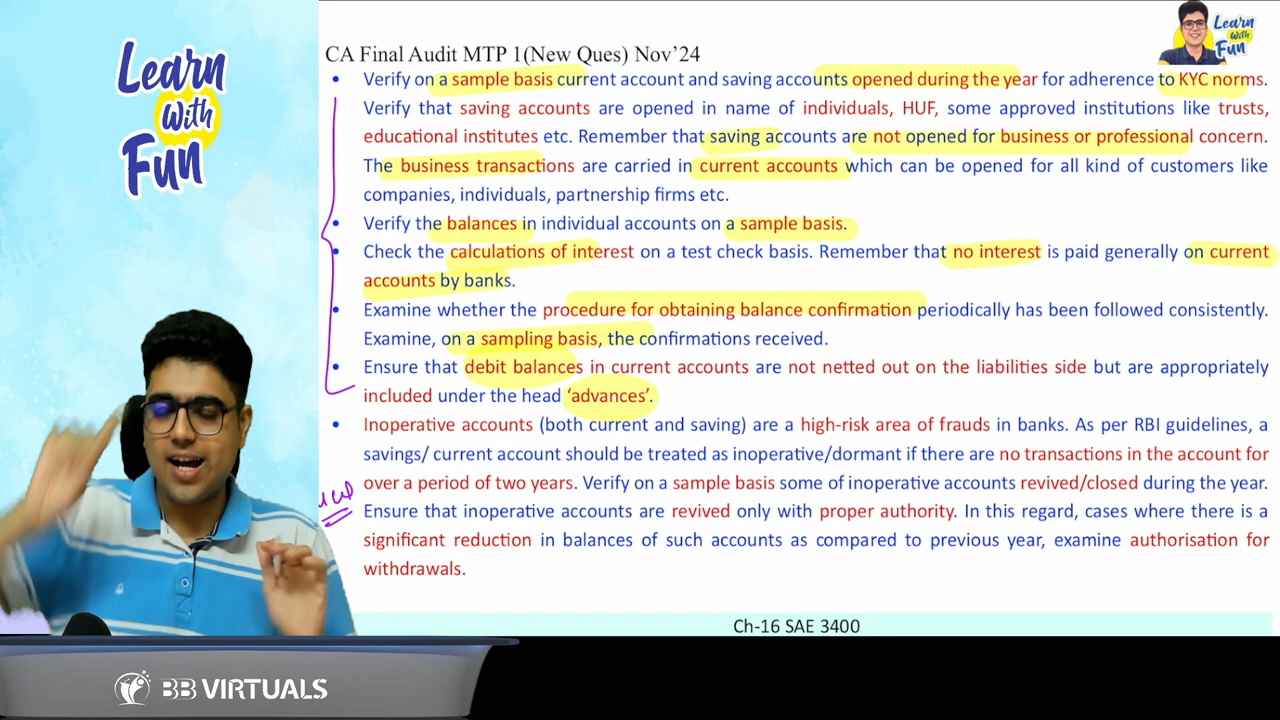 Learn
With
Fun
Learn
With
Fun
CA Final Audit MTP 1(New Ques) Nov'24
• Verify on a sample basis current account and saving accounts opened during the year for adherence to KYC norms.
Verify that saving accounts are opened in name of individuals, HUF, some approved institutions like trusts,
educational institutes etc. Remember that saving accounts are not opened for business or professional concern.
The business transactions are carried in current accounts which can be opened for all kind of customers like
companies, individuals, partnership firms etc.
• Verify the balances in individual accounts on a sample basis.
• Check the calculations of interest on a test check basis. Remember that no interest is paid generally on current
accounts by banks.
• Examine whether the procedure for obtaining balance confirmation periodically has been followed consistently.
Examine, on a sampling basis, the confirmations received.
• Ensure that debit balances in current accounts are not netted out on the liabilities side but are appropriately
included under the head ‘advances’.
• Inoperative accounts (both current and saving) are a high-risk area of frauds in banks. As per RBI guidelines, a
savings/ current account should be treated as inoperative/dormant if there are no transactions in the account for
over a period of two years. Verify on a sample basis some of inoperative accounts revived/closed during the year.
Ensure that inoperative accounts are revived only with proper authority. In this regard, cases where there is a
significant reduction in balances of such accounts as compared to previous year, examine authorisation for
withdrawals.
Ch-16 SAE 3400
BB VIRTUALS